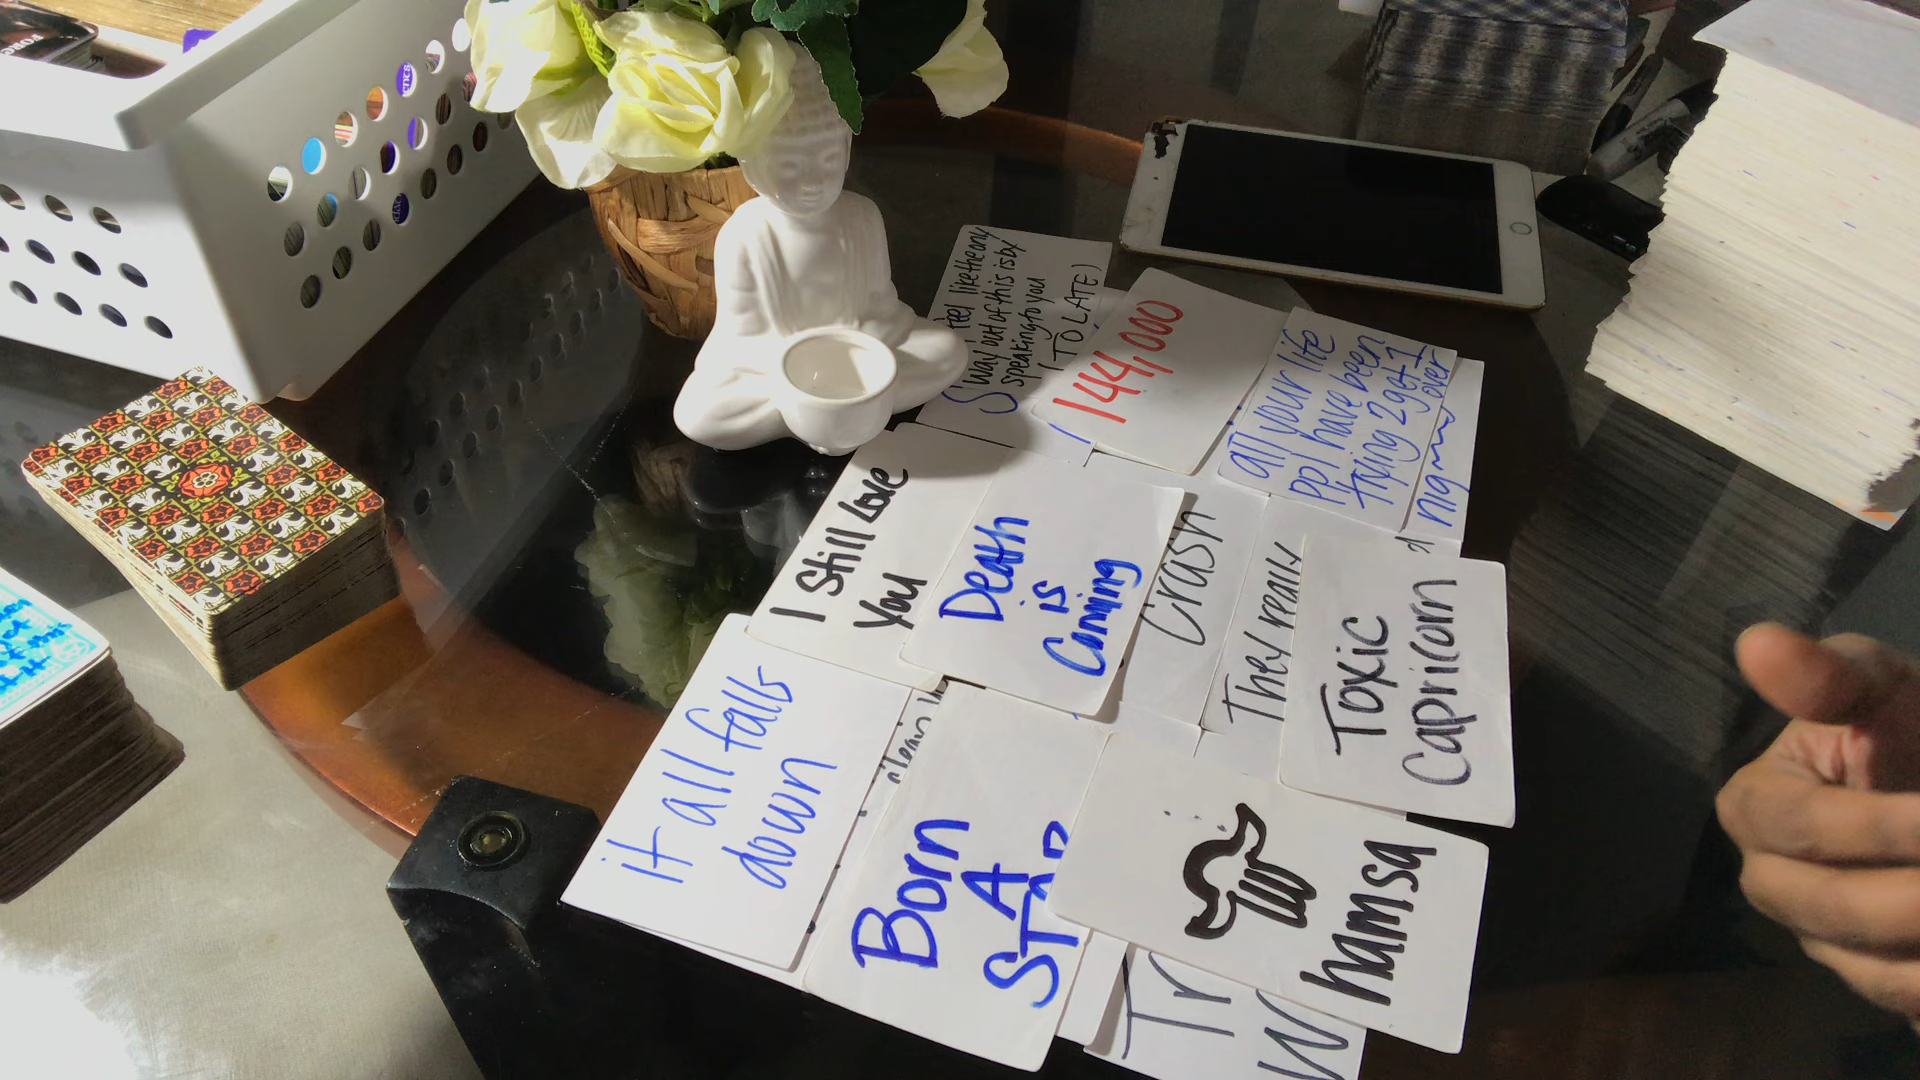 feel like the only
way out of this is by
speaking to you
(TO LATE)
144,000
all your life
ppl have been
trying 2 get 1
over
I Still Love
You
Death
is
Coming
Crash
They really
Toxic
Capricorn
it all falls
down
Born
A
STAR
hamsa
Tr
W